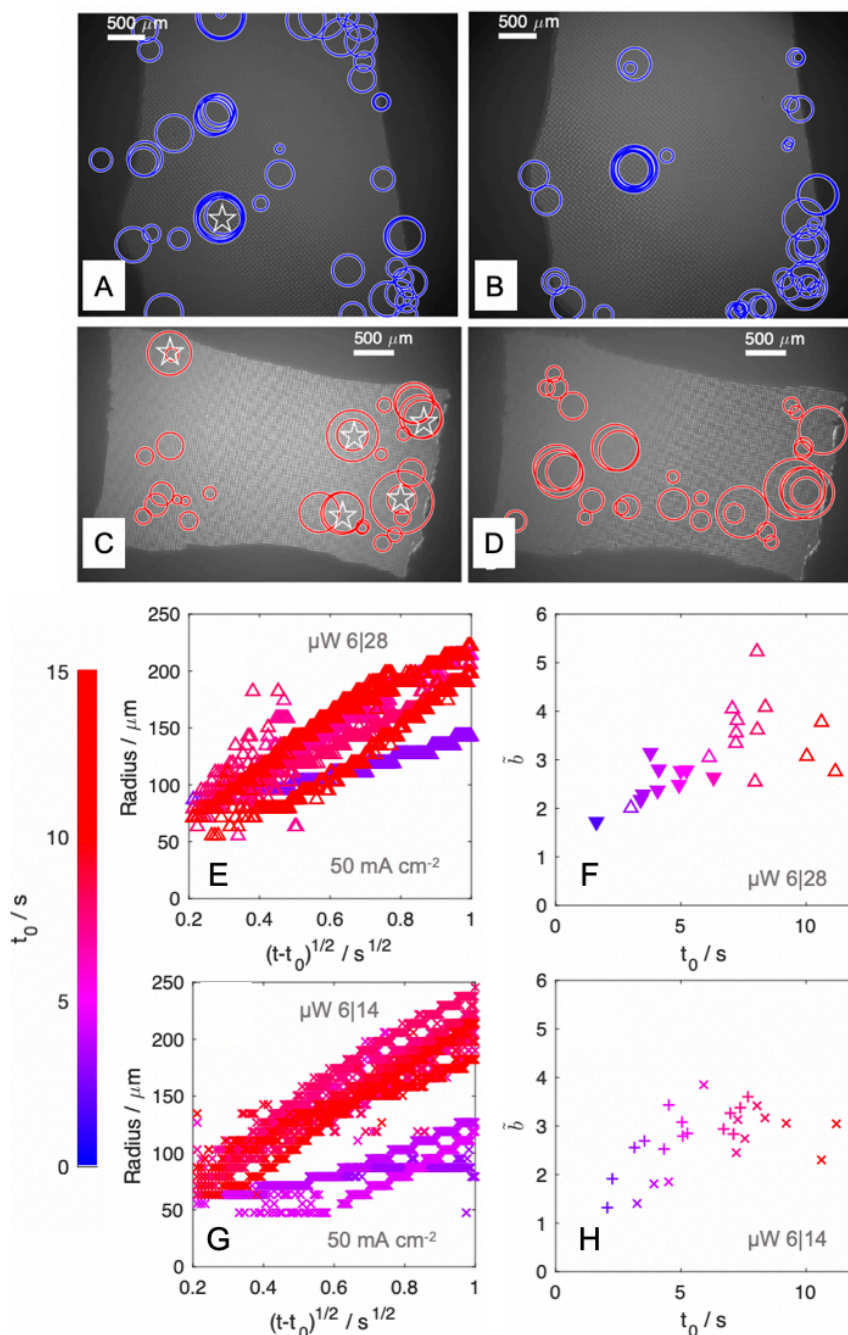 500 µm
500 µm
A
B
500 µm
500 µm
C
D
15
10
5
0
t0 / s
250
200
150
100
50
0
Radius / µm
µW 6|28
50 mA cm-2
E
0.2
0.4
0.6
0.8
1
(t-t0)1/2 / s1/2
6
5
4
3
2
1
0
b̃
F
µW 6|28
0
5
10
t0 / s
250
200
150
100
50
0
Radius / µm
µW 6|14
50 mA cm-2
G
0.2
0.4
0.6
0.8
1
(t-t0)1/2 / s1/2
6
5
4
3
2
1
0
b̃
H
µW 6|14
0
5
10
t0 / s